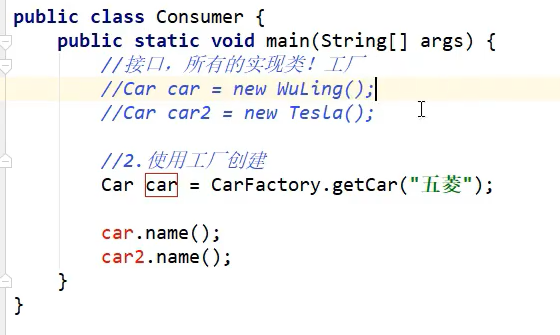 public class Consumer {
public static void main(String[] args) {
//接口，所有的实现类！工厂
//Car car = new WuLing();
//Car car2 = new Tesla();
//2.使用工厂创建
Car car = CarFactory.getCar("五菱");
car.name();
car2.name();
}
}